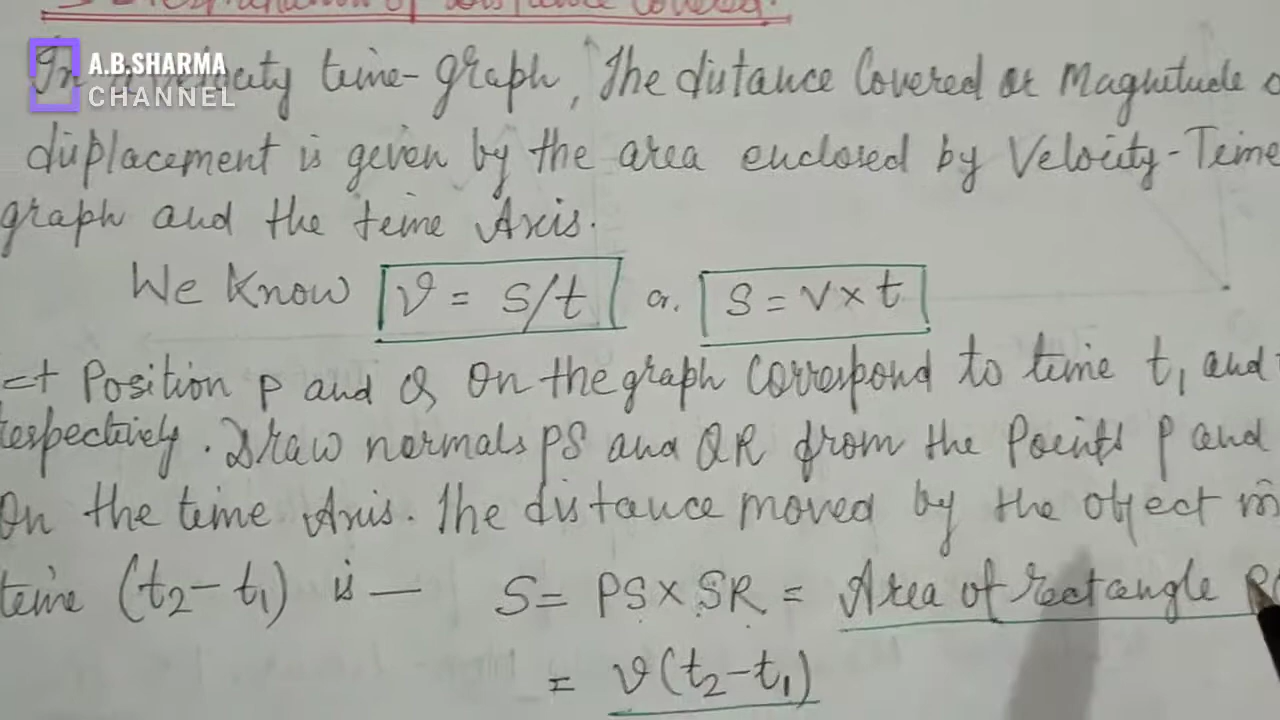 A.B.SHARMA
CHANNEL
In a velocity time-graph, The distance Covered or Magnitude
displacement is given by the area enclosed by Velocity-Time
graph and the time Axis.
We Know v = S/t or. S = v × t
Position P and Q On the graph Correspond to time t₁ and
respectively. Draw normals PS and QR from the Points P and
On the time Axis. The distance moved by the object in
time (t₂-t₁) is — S = PS × SR = Area of rectangle
= v(t₂-t₁)